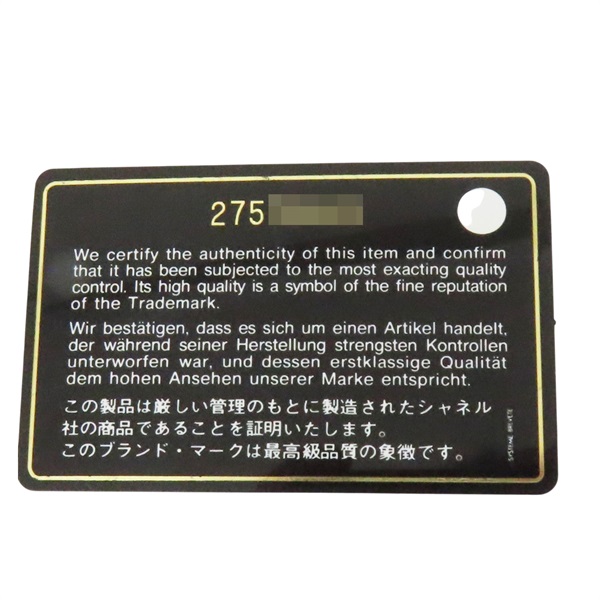 275
We certify the authenticity of this item and confirm
that it has been subjected to the most exacting quality
control. Its high quality is a symbol of the fine reputation
of the Trademark.
Wir bestätigen, dass es sich um einen Artikel handelt,
der während seiner Herstellung strengsten Kontrollen
unterworfen war, und dessen erstklassige Qualität
dem hohen Ansehen unserer Marke entspricht.
この製品は厳しい管理のもとに製造されたシャネル
社の商品であることを証明いたします。
このブランド・マークは最高級品質の象徴です。
SYSTEME BREVETE